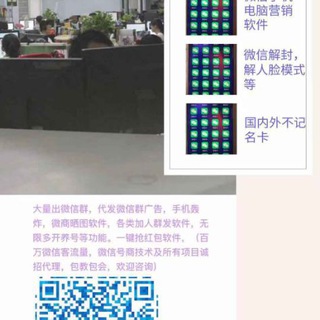 电脑营销
软件
微信解封，
解人脸模式
等
国内外不记
名卡
大量出微信群，代发微信群广告，手机轰
炸，微商晒图软件，各类加人群发软件，无
限多开养号等功能。一键抢红包软件，（百
万微信客流量，微信号商技术及所有项目诚
招代理，包教包会，欢迎咨询）